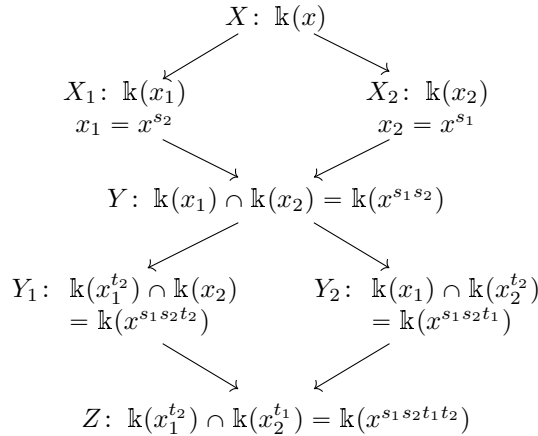 X: 𝕜(x)
X₁: 𝕜(x₁) X₂: 𝕜(x₂)
x₁ = x^{s₂} x₂ = x^{s₁}
Y: 𝕜(x₁) ∩ 𝕜(x₂) = 𝕜(x^{s₁s₂})
Y₁: 𝕜(x₁^{t₂}) ∩ 𝕜(x₂) Y₂: 𝕜(x₁) ∩ 𝕜(x₂^{t₂})
= 𝕜(x^{s₁s₂t₂}) = 𝕜(x^{s₁s₂t₁})
Z: 𝕜(x₁^{t₂}) ∩ 𝕜(x₂^{t₁}) = 𝕜(x^{s₁s₂t₁t₂})